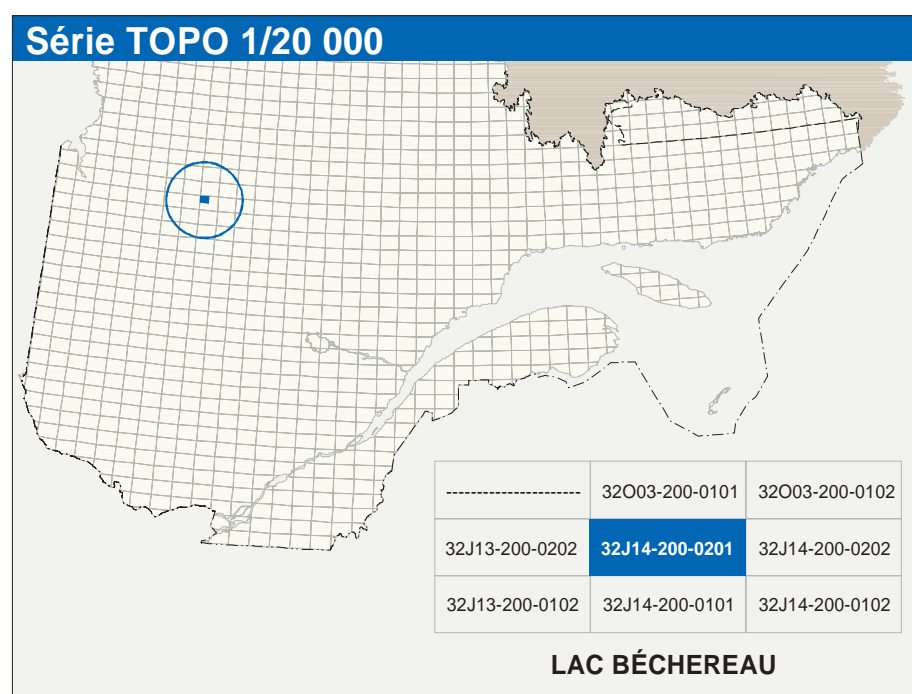 Série TOPO 1/20 000
---------------------- 32O03-200-0101 32O03-200-0102
32J13-200-0202 32J14-200-0201 32J14-200-0202
32J13-200-0102 32J14-200-0101 32J14-200-0102
LAC BÉCHEREAU